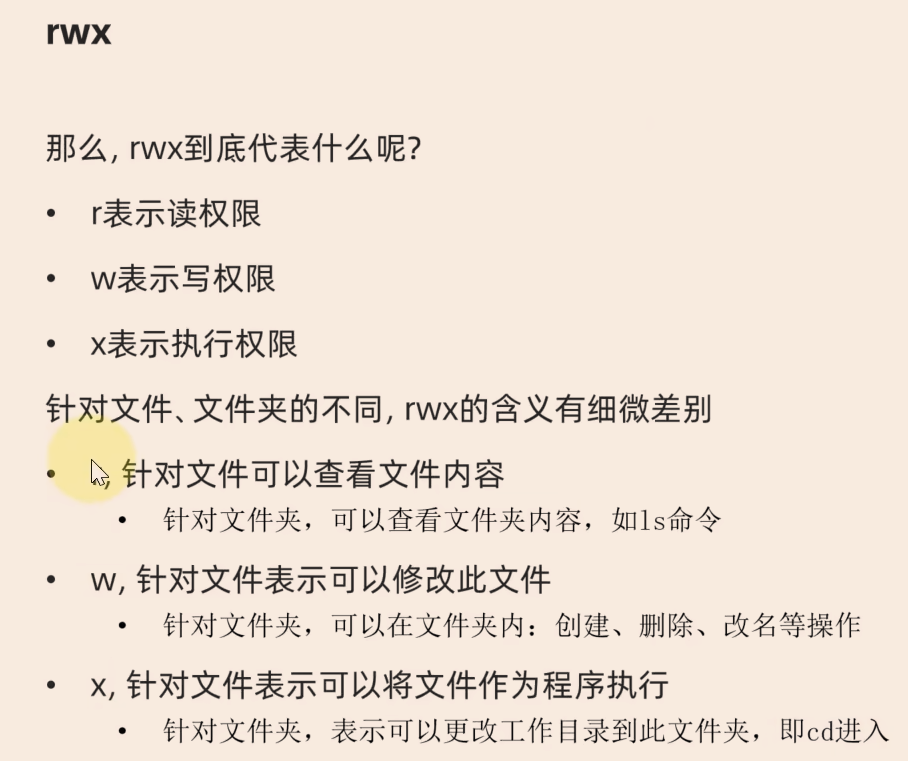 rwx
那么, rwx到底代表什么呢?
• r表示读权限
• w表示写权限
• x表示执行权限
针对文件、文件夹的不同, rwx的含义有细微差别
• , 针对文件可以查看文件内容
• 针对文件夹，可以查看文件夹内容，如ls命令
• w, 针对文件表示可以修改此文件
• 针对文件夹，可以在文件夹内：创建、删除、改名等操作
• x, 针对文件表示可以将文件作为程序执行
• 针对文件夹，表示可以更改工作目录到此文件夹，即cd进入